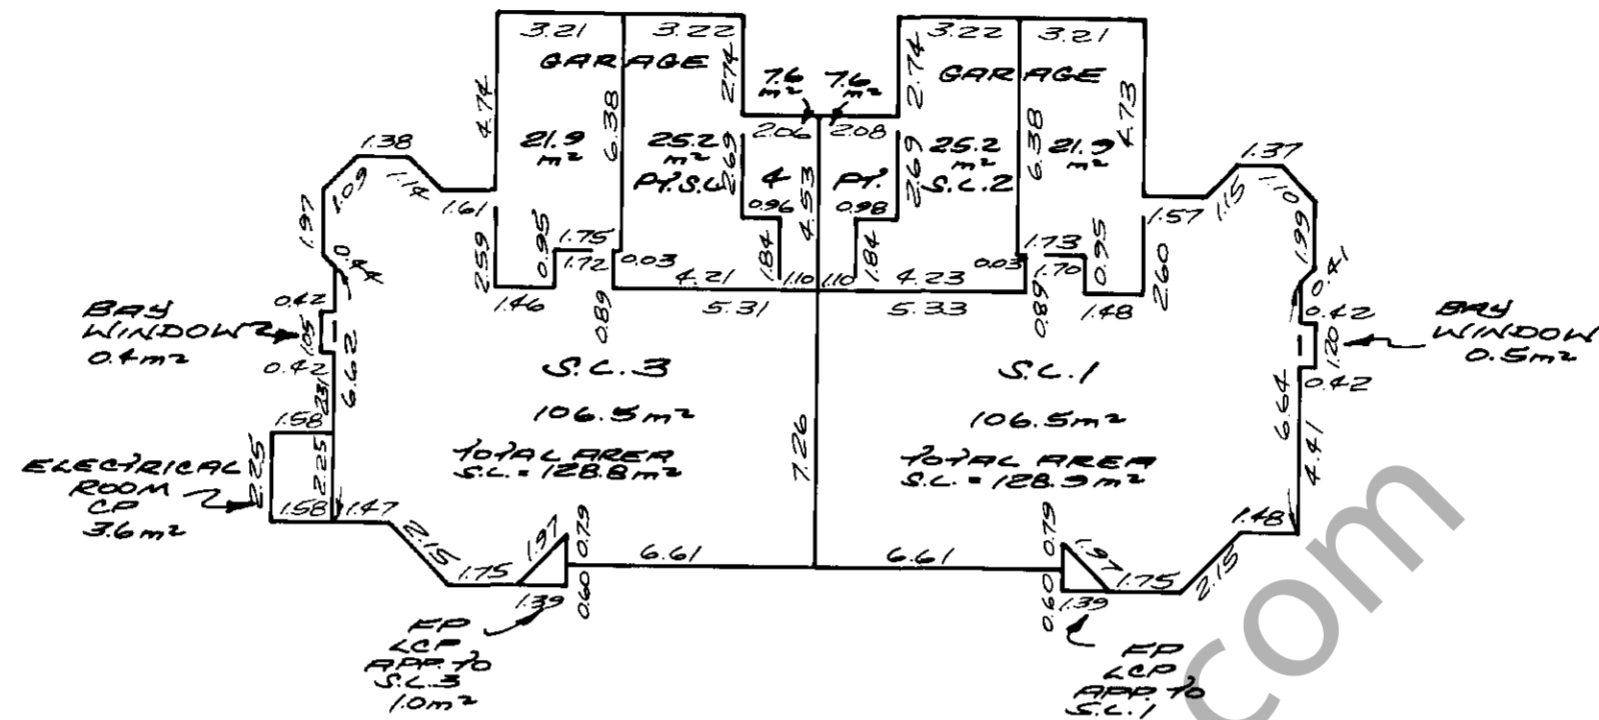 3.21 3.22 3.22 3.21
GARAGE GARAGE
4.74 2.74 7.6 m² 7.6 m² 2.74 4.73
6.38 6.38
2.06 2.08
21.9 m² 25.2 m² 25.2 m² 21.9 m²
PT. S.L. 4 PT. S.L.2
2.69 4.53 2.69
0.96 0.98
1.38 1.37
1.09 1.14 1.15 1.10
1.97 1.61 1.57 1.99
0.44 0.41
2.59 0.95 1.75 1.73 0.95 2.60
1.72 0.03 1.84 1.84 0.03 1.70
4.21 1.10 1.10 4.23
1.46 0.89 5.31 5.33 0.89 1.48
BAY
WINDOW
0.4m²
0.42
1.05
0.42
6.62
2.31
BAY
WINDOW
0.5m²
0.42
1.20
0.42
6.64
4.41
S.L.3
106.5m²
TOTAL AREA
S.L. = 128.8m²
S.L.1
106.5m²
TOTAL AREA
S.L. = 128.9m²
7.26
ELECTRICAL
ROOM
CP
3.6m²
1.58
2.25 2.25
1.58 1.47
2.15
1.75 1.97 0.79
1.39 0.60
6.61 6.61
0.79 1.97 1.75
0.60 1.39
2.15
1.48
FP
LCP
APP. TO
S.L.3
1.0m²
FP
LCP
APP. TO
S.L.1
com